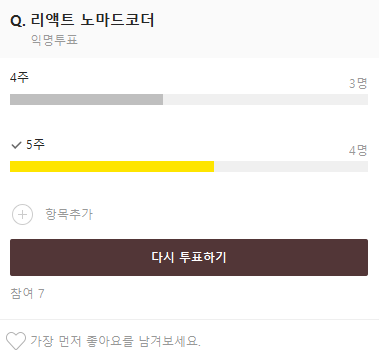 Q. 리액트 노마드코더
익명투표
4주
3명
5주
4명
항목추가
다시 투표하기
참여 7
가장 먼저 좋아요를 남겨보세요.